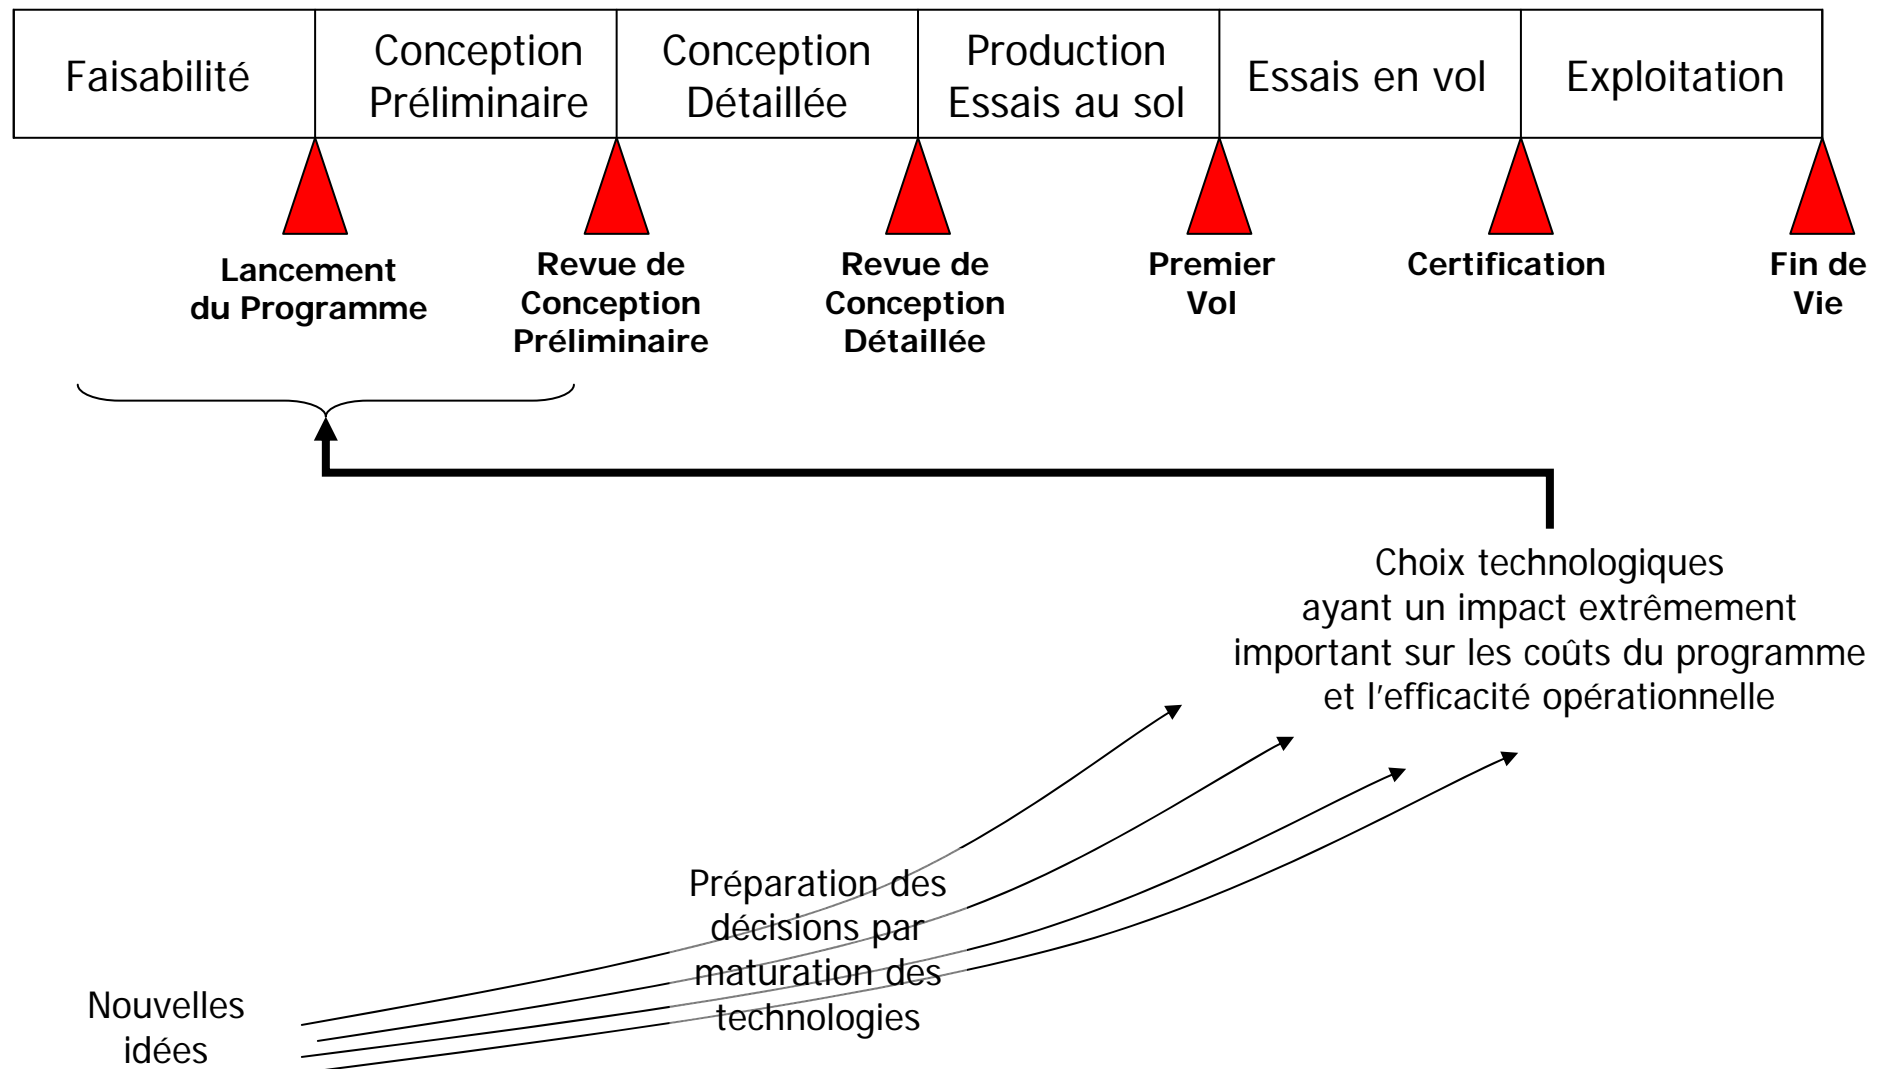 Faisabilité
Conception
Préliminaire
Conception
Détaillée
Production
Essais au sol
Essais en vol
Exploitation
Lancement
du Programme
Revue de
Conception
Préliminaire
Revue de
Conception
Détaillée
Premier
Vol
Certification
Fin de
Vie
Choix technologiques
ayant un impact extrêmement
important sur les coûts du programme
et l'efficacité opérationnelle
Préparation des
décisions par
maturation des
technologies
Nouvelles
idées